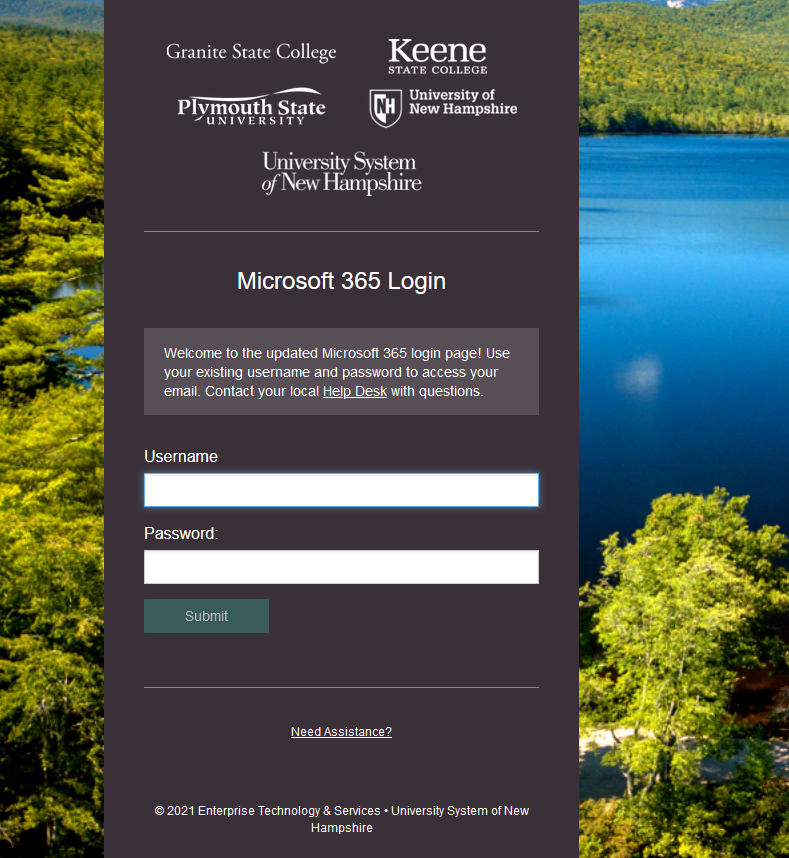 Granite State College
Keene
STATE COLLEGE
Plymouth State
UNIVERSITY
NH
University of
New Hampshire
University System
of New Hampshire
Microsoft 365 Login
Welcome to the updated Microsoft 365 login page! Use
your existing username and password to access your
email. Contact your local Help Desk with questions.
Username
Password:
Submit
Need Assistance?
© 2021 Enterprise Technology & Services • University System of New
Hampshire